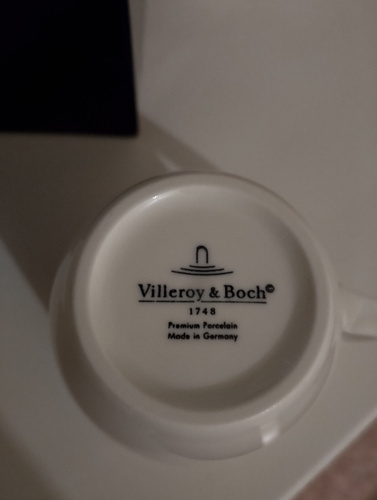 Villeroy & Boch©
1748
Premium Porcelain
Made in Germany